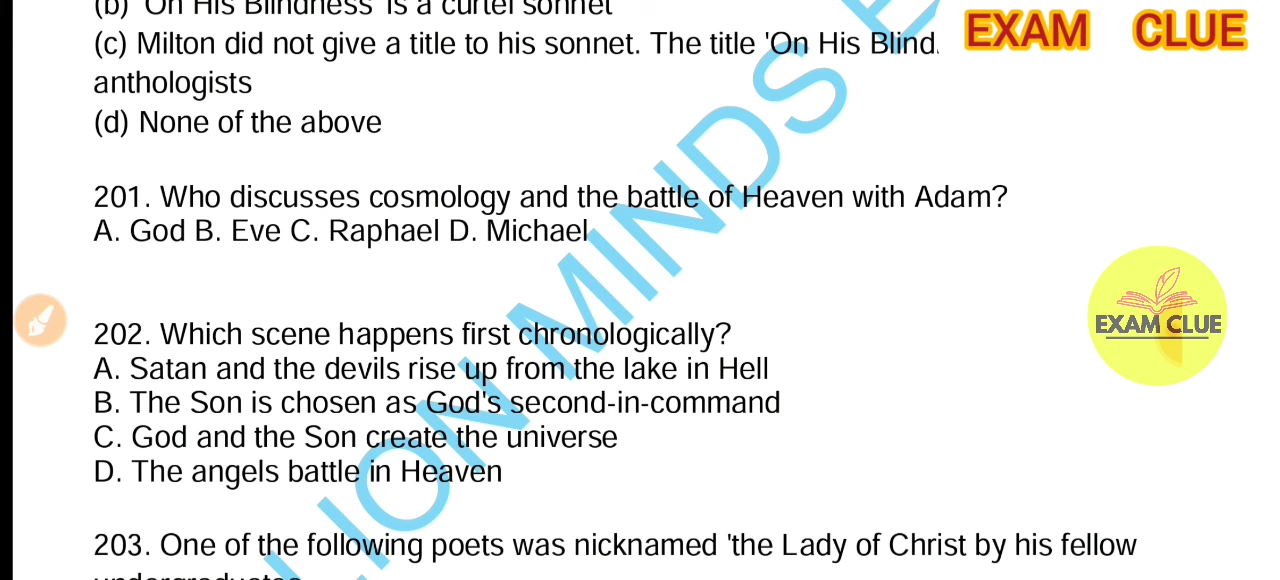 (b) 'On His Blindness' is a curtel sonnet
EXAM CLUE
(c) Milton did not give a title to his sonnet. The title 'On His Blind
anthologists
(d) None of the above
201. Who discusses cosmology and the battle of Heaven with Adam?
A. God B. Eve C. Raphael D. Michael
EXAM CLUE
202. Which scene happens first chronologically?
A. Satan and the devils rise up from the lake in Hell
B. The Son is chosen as God's second-in-command
C. God and the Son create the universe
D. The angels battle in Heaven
203. One of the following poets was nicknamed 'the Lady of Christ by his fellow
LION MINDS